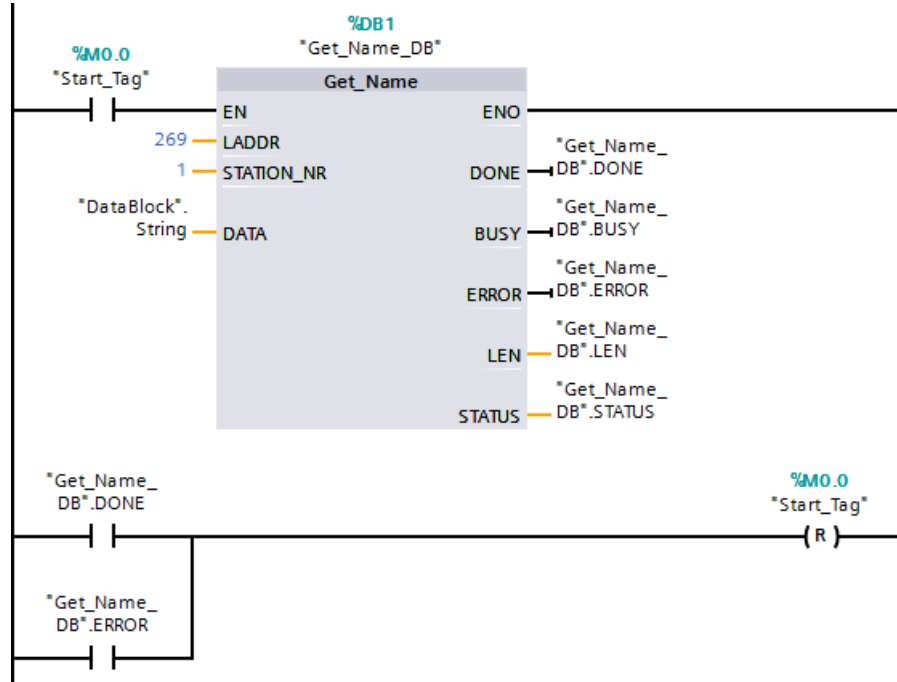 %DB1
"Get_Name_DB"
%M0.0
"Start_Tag"
Get_Name
EN
ENO
269
LADDR
1
STATION_NR
DONE
"Get_Name_
DB".DONE
"DataBlock".
String
DATA
BUSY
"Get_Name_
DB".BUSY
ERROR
"Get_Name_
DB".ERROR
LEN
"Get_Name_
DB".LEN
STATUS
"Get_Name_
DB".STATUS
"Get_Name_
DB".DONE
%M0.0
"Start_Tag"
R
"Get_Name_
DB".ERROR